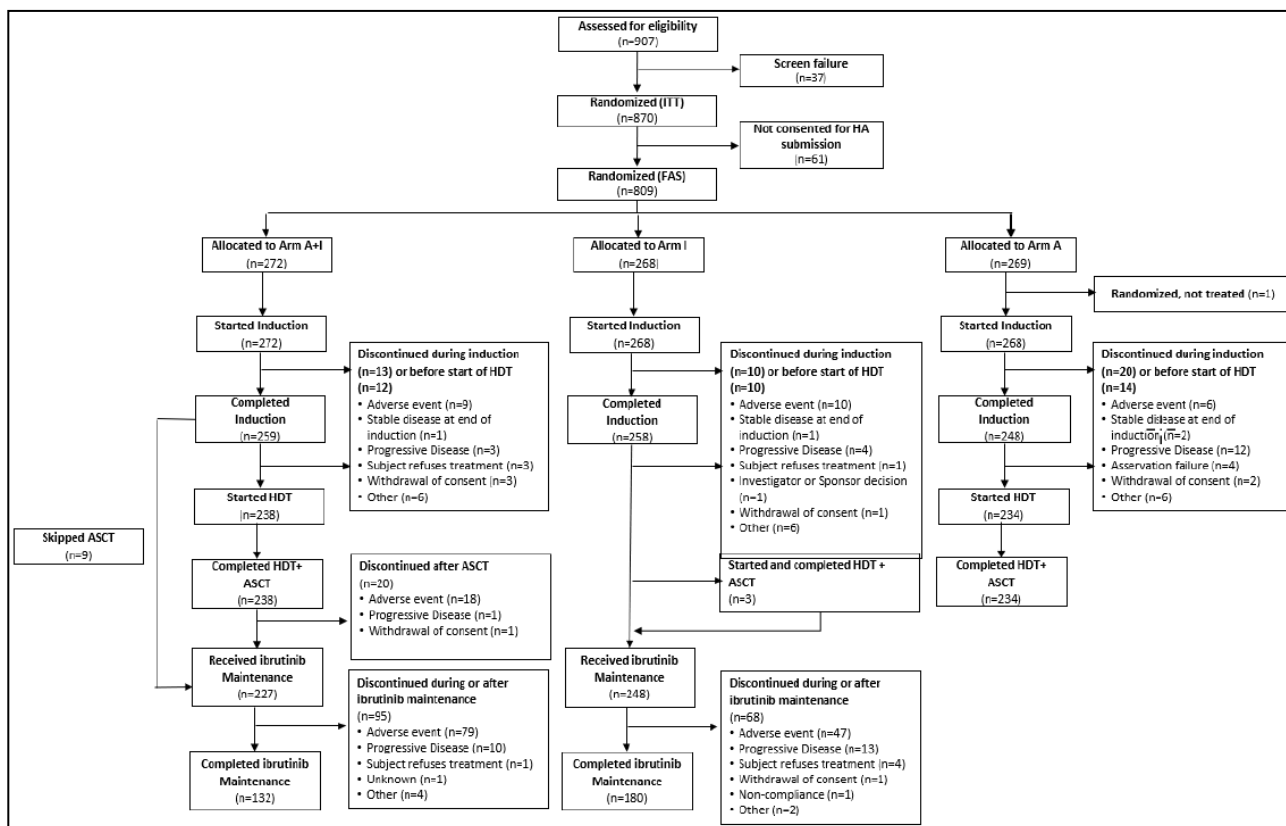 Assessed for eligibility
(n=907)
Screen failure
(n=37)
Randomized (ITT)
(n=870)
Not consented for HA
submission
(n=61)
Randomized (FAS)
(n=809)
Allocated to Arm A+I
(n=272)
Started Induction
(n=272)
Discontinued during induction
(n=13) or before start of HDT
(n=12)
• Adverse event (n=9)
• Stable disease at end of
induction (n=1)
• Progressive Disease (n=3)
• Subject refuses treatment (n=3)
• Withdrawal of consent (n=3)
• Other (n=6)
Completed
Induction
(n=259)
Started HDT
(n=238)
Skipped ASCT
(n=9)
Completed HDT+
ASCT
(n=238)
Discontinued after ASCT
(n=20)
• Adverse event (n=18)
• Progressive Disease (n=1)
• Withdrawal of consent (n=1)
Received ibrutinib
Maintenance
(n=227)
Discontinued during or after
ibrutinib maintenance
(n=95)
• Adverse event (n=79)
• Progressive Disease (n=10)
• Subject refuses treatment (n=1)
• Unknown (n=1)
• Other (n=4)
Completed ibrutinib
Maintenance
(n=132)
Allocated to Arm I
(n=268)
Started Induction
(n=268)
Discontinued during induction
(n=10) or before start of HDT
(n=10)
• Adverse event (n=10)
• Stable disease at end of
induction (n=1)
• Progressive Disease (n=4)
• Subject refuses treatment (n=1)
• Investigator or Sponsor decision
(n=1)
• Withdrawal of consent (n=1)
• Other (n=6)
Completed
Induction
(n=258)
Started and completed HDT +
ASCT
(n=3)
Received ibrutinib
Maintenance
(n=248)
Discontinued during or after
ibrutinib maintenance
(n=68)
• Adverse event (n=47)
• Progressive Disease (n=13)
• Subject refuses treatment (n=4)
• Withdrawal of consent (n=1)
• Non-compliance (n=1)
• Other (n=2)
Completed ibrutinib
Maintenance
(n=180)
Allocated to Arm A
(n=269)
Randomized, not treated (n=1)
Started Induction
(n=268)
Discontinued during induction
(n=20) or before start of HDT
(n=14)
• Adverse event (n=6)
• Stable disease at end of
induction (n=2)
• Progressive Disease (n=12)
• Asservation failure (n=4)
• Withdrawal of consent (n=2)
• Other (n=6)
Completed
Induction
(n=248)
Started HDT
(n=234)
Completed HDT+
ASCT
(n=234)